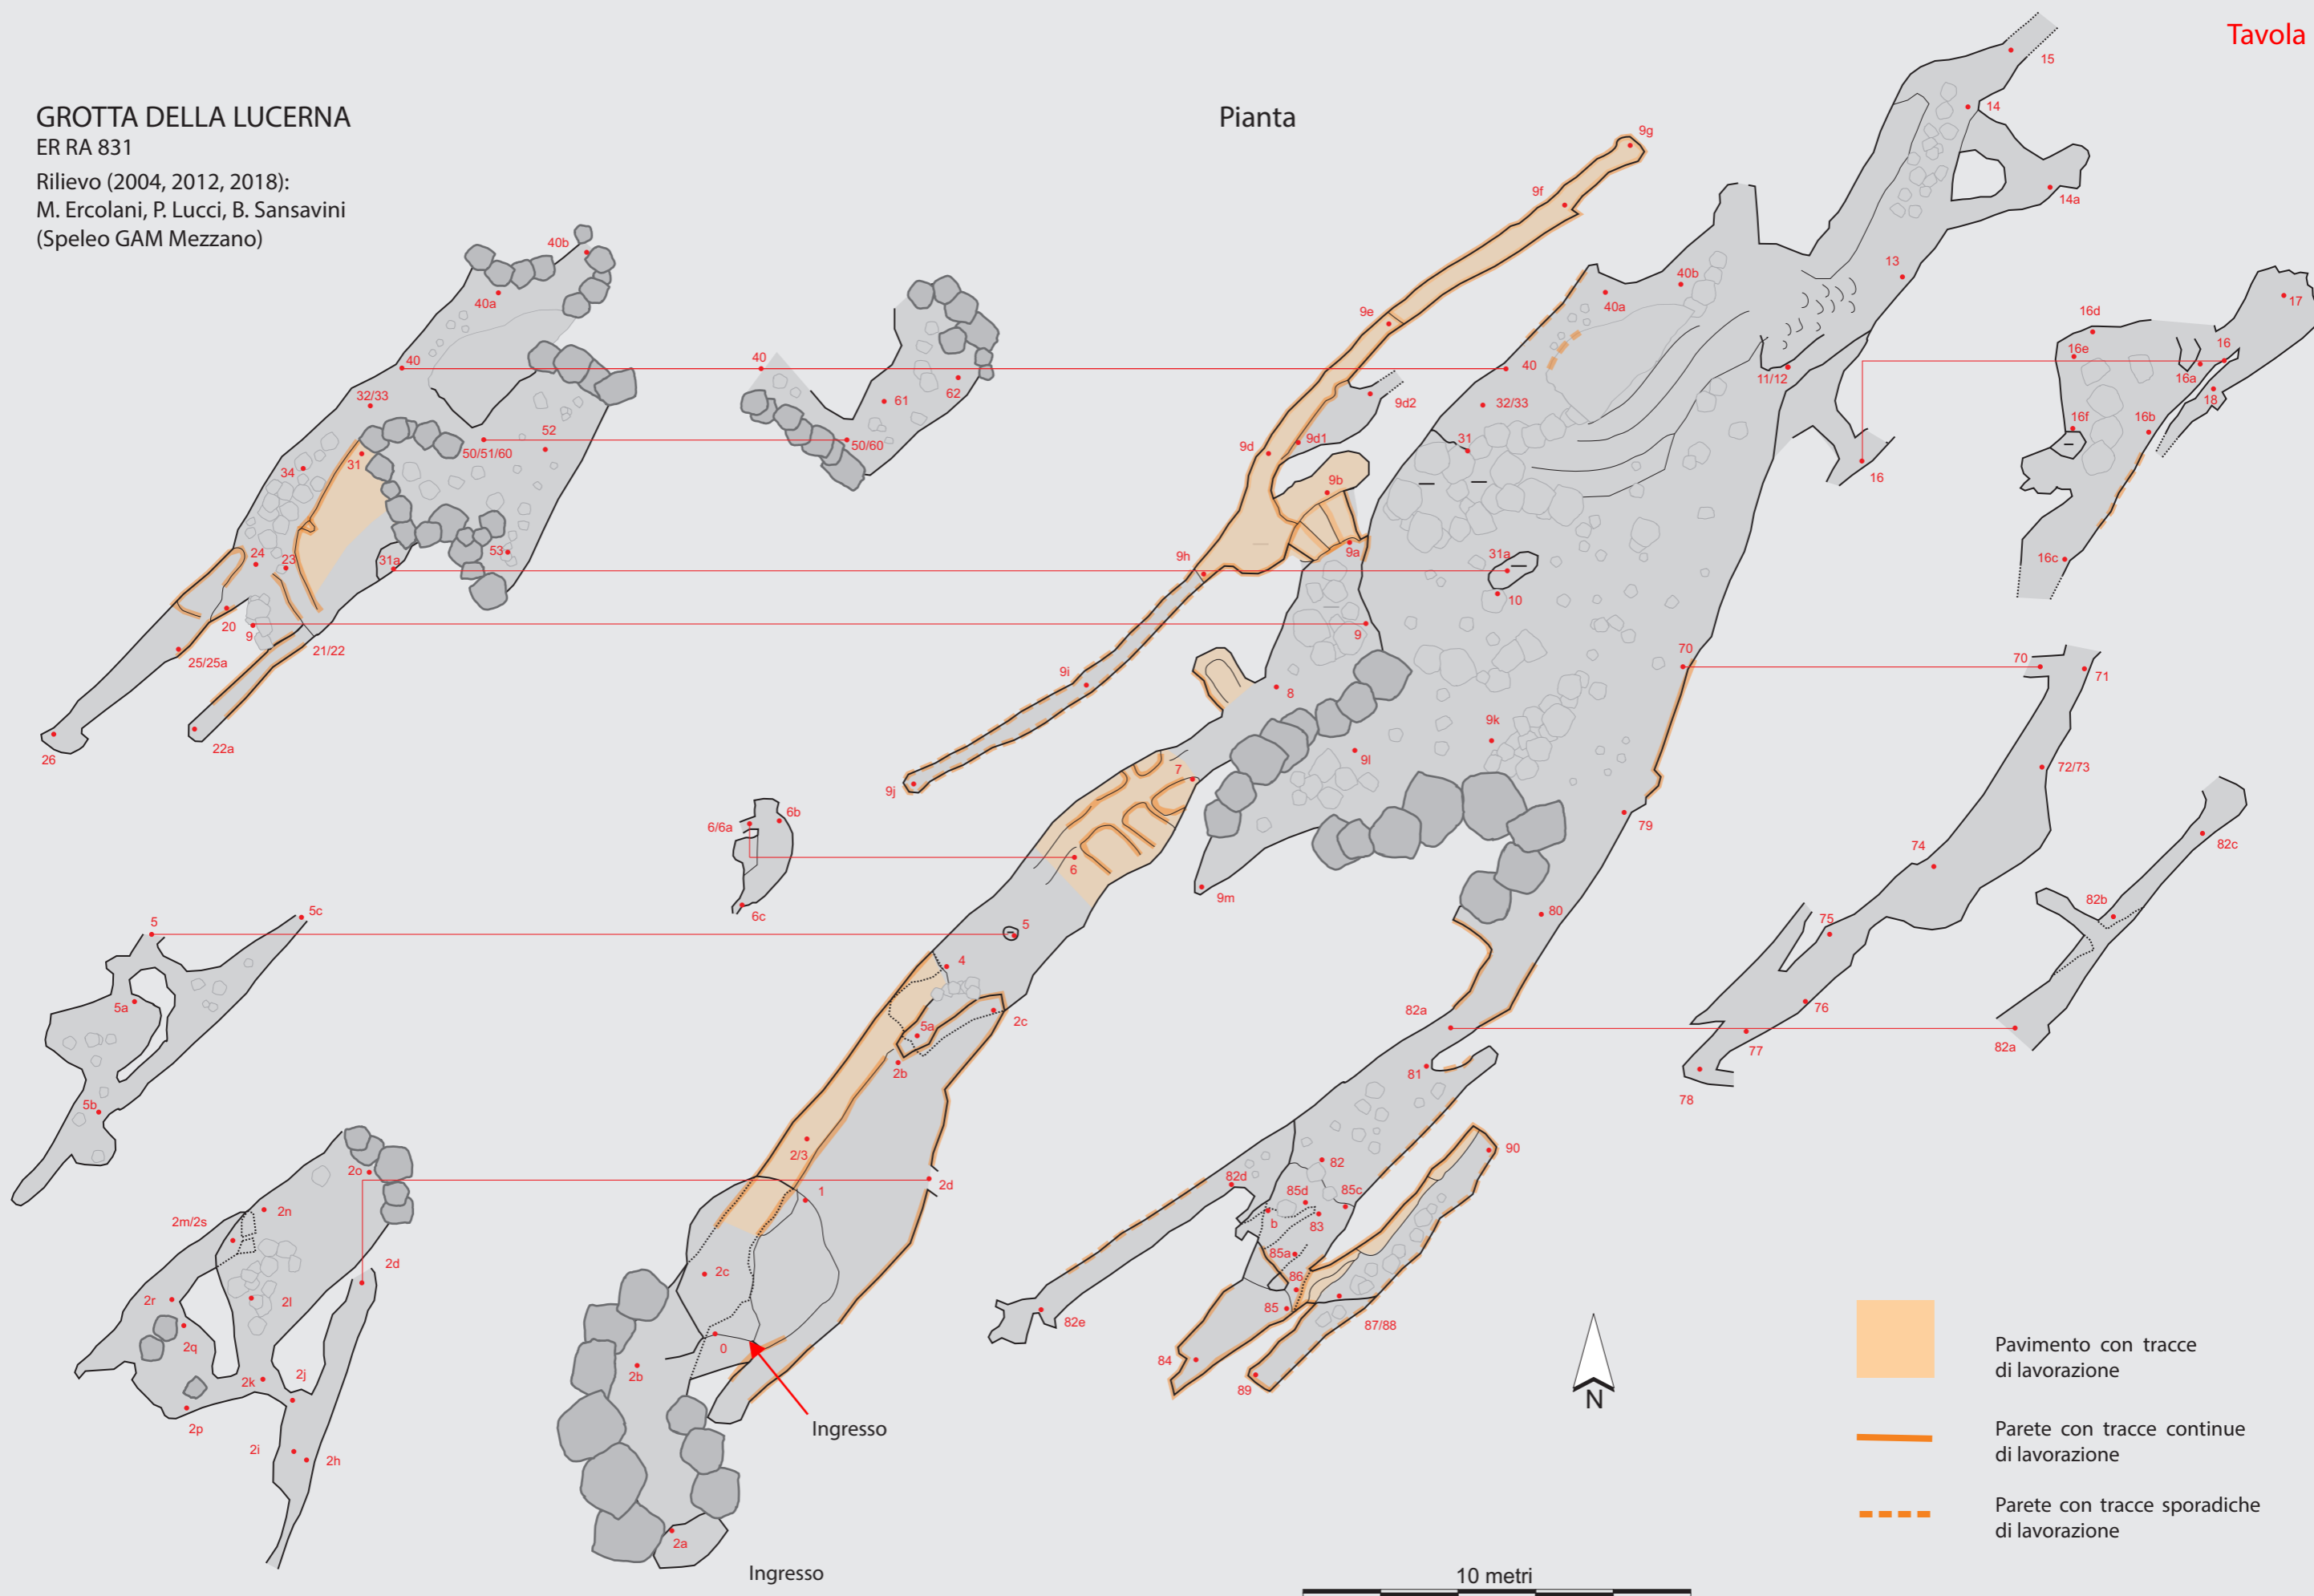 Tavola
GROTTA DELLA LUCERNA
ER RA 831
Rilievo (2004, 2012, 2018):
M. Ercolani, P. Lucci, B. Sansavini
(Speleo GAM Mezzano)
Pianta
40b
40a
40
32/33
34
31
50/51/60
52
53
31a
24
23
20
9
21/22
25/25a
22a
26
40
61
62
50/60
9g
9f
9e
9d2
9d1
9d
9b
9a
9h
9i
9j
15
14
14a
13
40b
40a
40
32/33
31
11/12
16
31a
10
9
8
70
9k
9l
79
9m
80
7
6
5
4
2c
5a
2b
2/3
1
2d
2c
0
2b
2a
Ingresso
Ingresso
16d
16e
16
16a
17
18
16f
16b
16c
70
71
72/73
74
75
76
77
78
82c
82b
82a
6/6a
6b
6c
5
5c
5a
5b
2o
2n
2m/2s
2d
2r
2l
2q
2j
2k
2p
2i
2h
82a
81
90
82
82d
85d
85c
b
83
85a
86
85
87/88
82e
84
89
N
10 metri
Pavimento con tracce
di lavorazione
Parete con tracce continue
di lavorazione
Parete con tracce sporadiche
di lavorazione